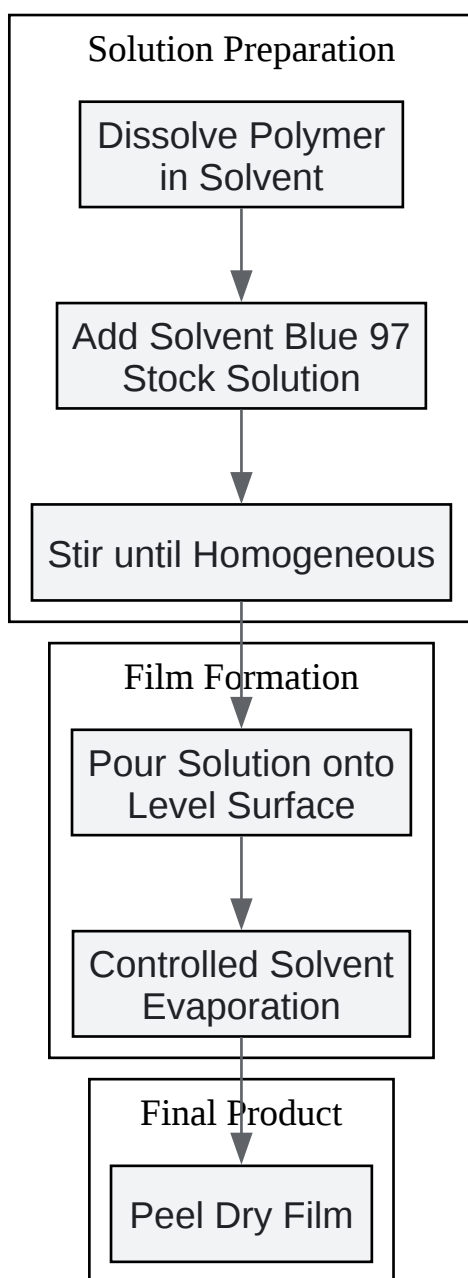 Solution Preparation
Dissolve Polymer
in Solvent
Add Solvent Blue 97
Stock Solution
Stir until Homogeneous
Film Formation
Pour Solution onto
Level Surface
Controlled Solvent
Evaporation
Final Product
Peel Dry Film